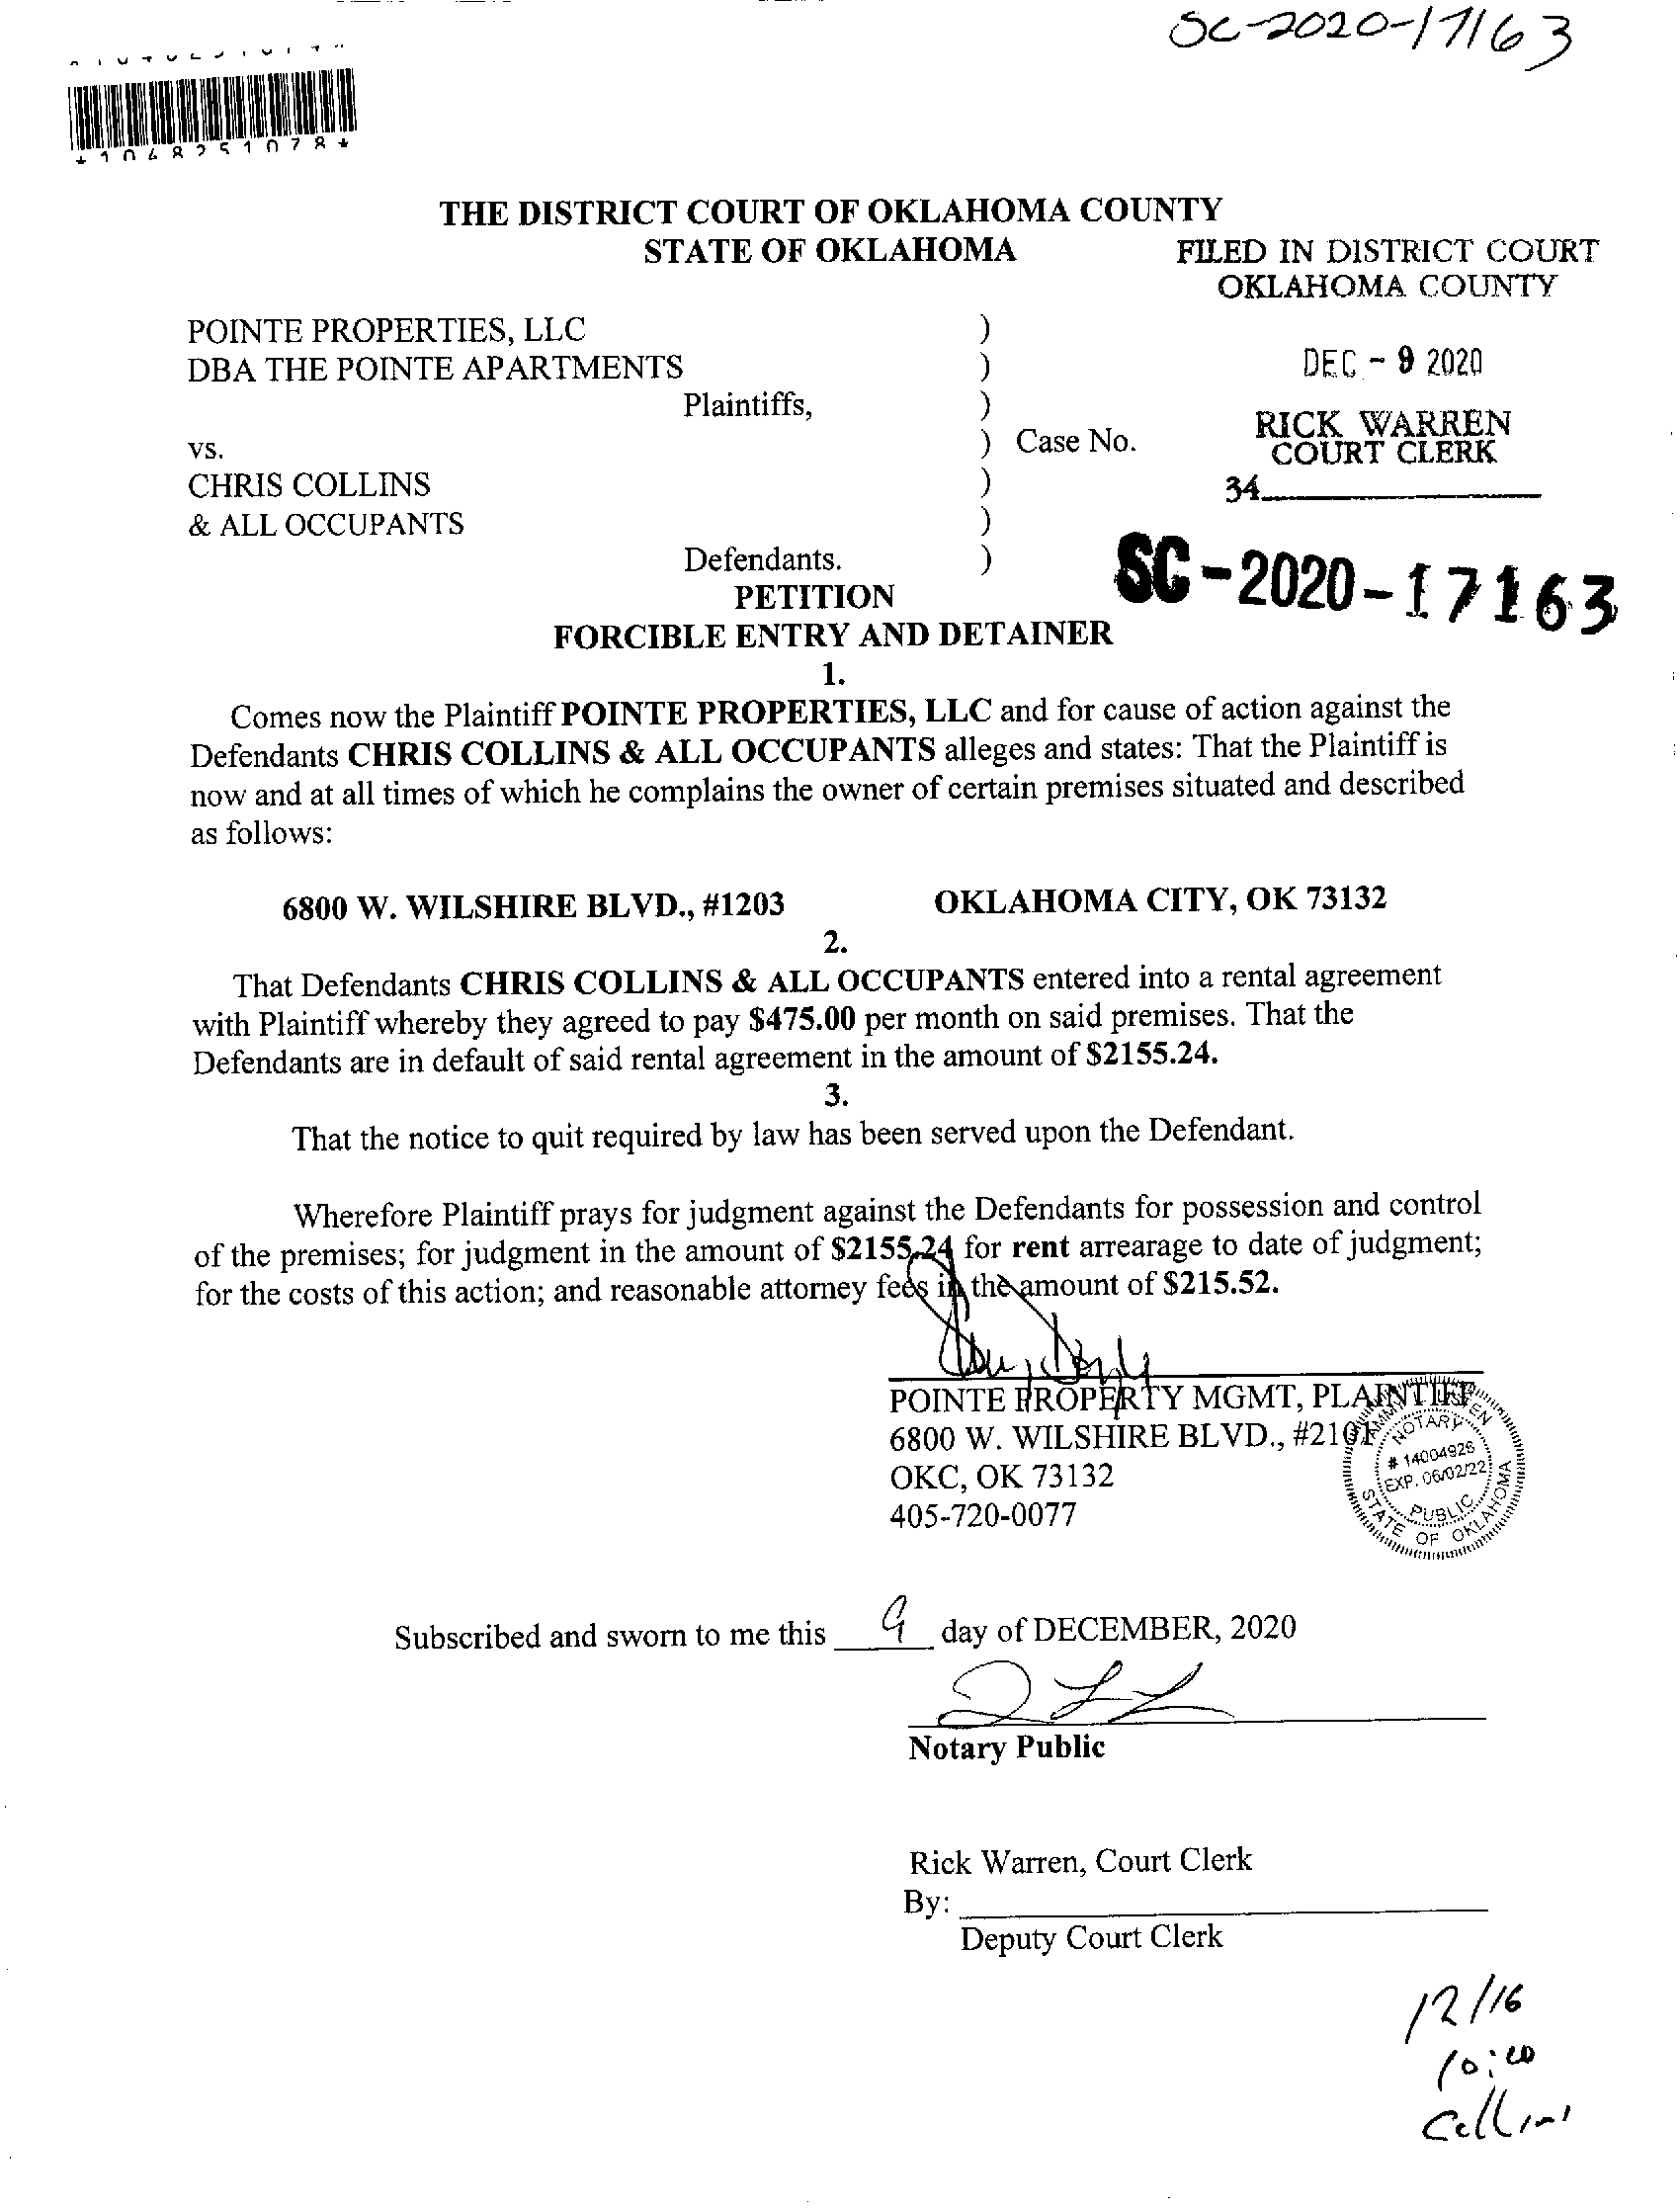 SC-2020-17163
*1048251078*
THE DISTRICT COURT OF OKLAHOMA COUNTY
STATE OF OKLAHOMA
FILED IN DISTRICT COURT
OKLAHOMA COUNTY
POINTE PROPERTIES, LLC )
DBA THE POINTE APARTMENTS )
DEC - 9 2020
Plaintiffs, )
vs. ) Case No.
RICK WARREN
COURT CLERK
CHRIS COLLINS )
34
& ALL OCCUPANTS )
Defendants. )
SC-2020-17163
PETITION
FORCIBLE ENTRY AND DETAINER
1.
Comes now the Plaintiff POINTE PROPERTIES, LLC and for cause of action against the
Defendants CHRIS COLLINS & ALL OCCUPANTS alleges and states: That the Plaintiff is
now and at all times of which he complains the owner of certain premises situated and described
as follows:
6800 W. WILSHIRE BLVD., #1203 OKLAHOMA CITY, OK 73132
2.
That Defendants CHRIS COLLINS & ALL OCCUPANTS entered into a rental agreement
with Plaintiff whereby they agreed to pay $475.00 per month on said premises. That the
Defendants are in default of said rental agreement in the amount of $2155.24.
3.
That the notice to quit required by law has been served upon the Defendant.
Wherefore Plaintiff prays for judgment against the Defendants for possession and control
of the premises; for judgment in the amount of $2155.24 for rent arrearage to date of judgment;
for the costs of this action; and reasonable attorney fees in the amount of $215.52.
POINTE PROPERTY MGMT, PLAINTIFF
6800 W. WILSHIRE BLVD., #2101
OKC, OK 73132
405-720-0077
NOTARY
# 14004926
EXP. 06/02/22
PUBLIC
STATE OF OKLAHOMA
Subscribed and sworn to me this 9 day of DECEMBER, 2020
Notary Public
Rick Warren, Court Clerk
By:
Deputy Court Clerk
12/16
10:00
Collins